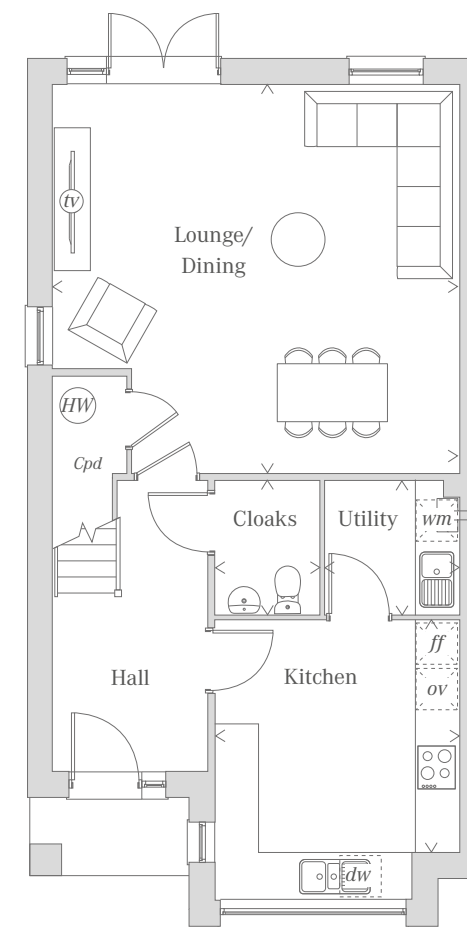 tv
Lounge/
Dining
HW
Cpd
Cloaks
Utility
wm
ff
Hall
Kitchen
ov
dw